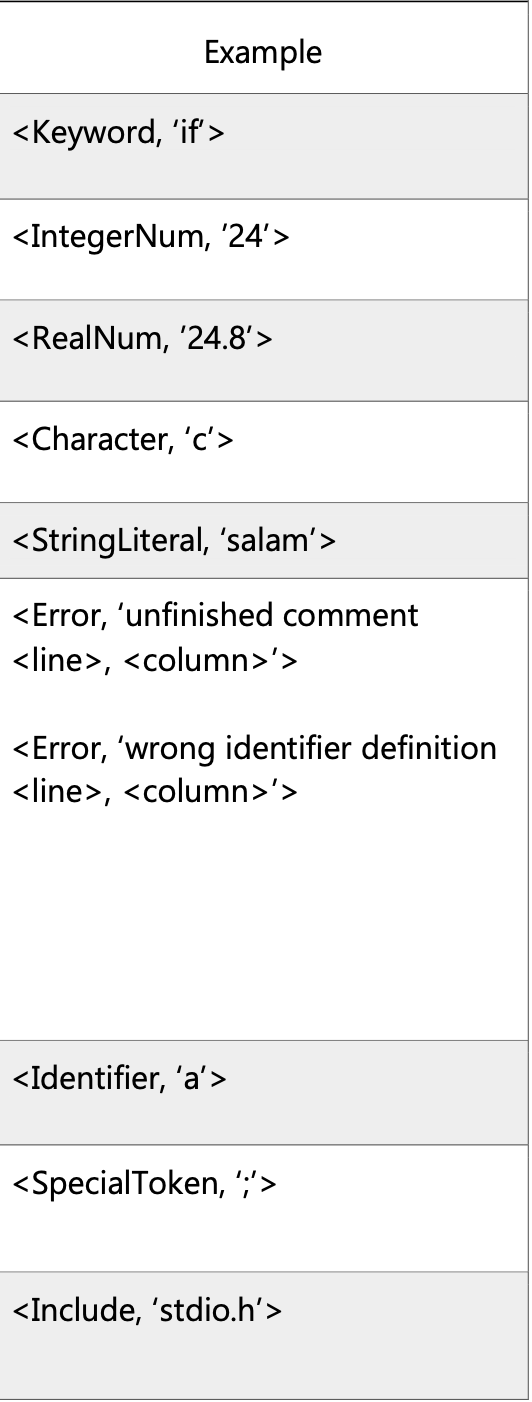 Example
<Keyword, ‘if’>
<IntegerNum, ’24’>
<RealNum, ’24.8’>
<Character, ‘c’>
<StringLiteral, ‘salam’>
<Error, ‘unfinished comment
<line>, <column>’>
<Error, ‘wrong identifier definition
<line>, <column>’>
<Identifier, ‘a’>
<SpecialToken, ‘;’>
<Include, ‘stdio.h’>